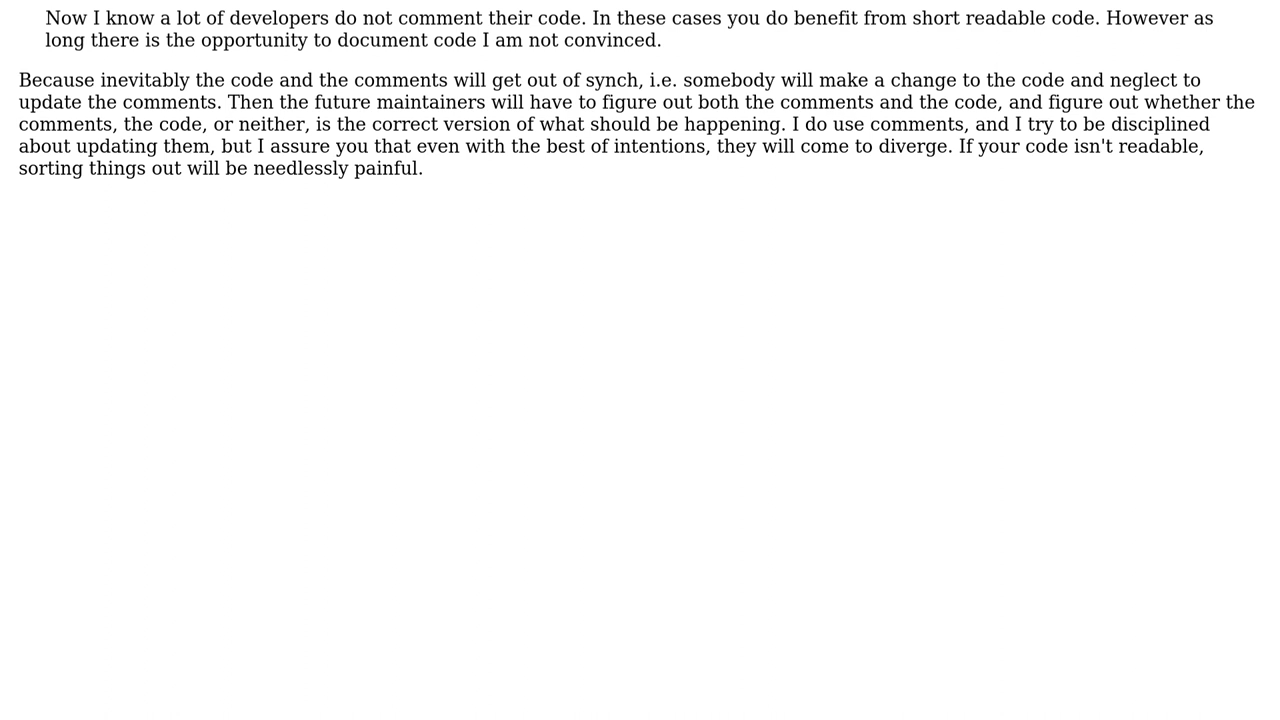 Now I know a lot of developers do not comment their code. In these cases you do benefit from short readable code. However as
long there is the opportunity to document code I am not convinced.
Because inevitably the code and the comments will get out of synch, i.e. somebody will make a change to the code and neglect to
update the comments. Then the future maintainers will have to figure out both the comments and the code, and figure out whether the
comments, the code, or neither, is the correct version of what should be happening. I do use comments, and I try to be disciplined
about updating them, but I assure you that even with the best of intentions, they will come to diverge. If your code isn't readable,
sorting things out will be needlessly painful.